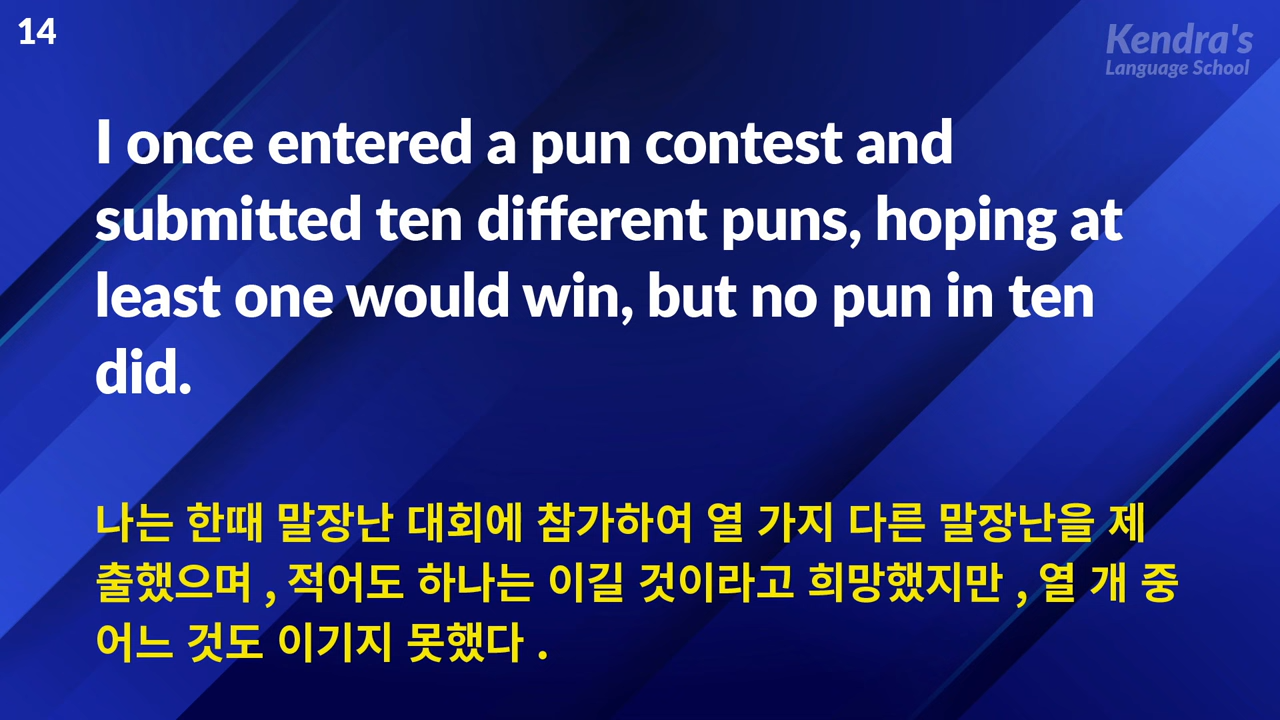 14
Kendra's
Language School
I once entered a pun contest and
submitted ten different puns, hoping at
least one would win, but no pun in ten
did.
나는 한때 말장난 대회에 참가하여 열 가지 다른 말장난을 제
출했으며 , 적어도 하나는 이길 것이라고 희망했지만 , 열 개 중
어느 것도 이기지 못했다 .